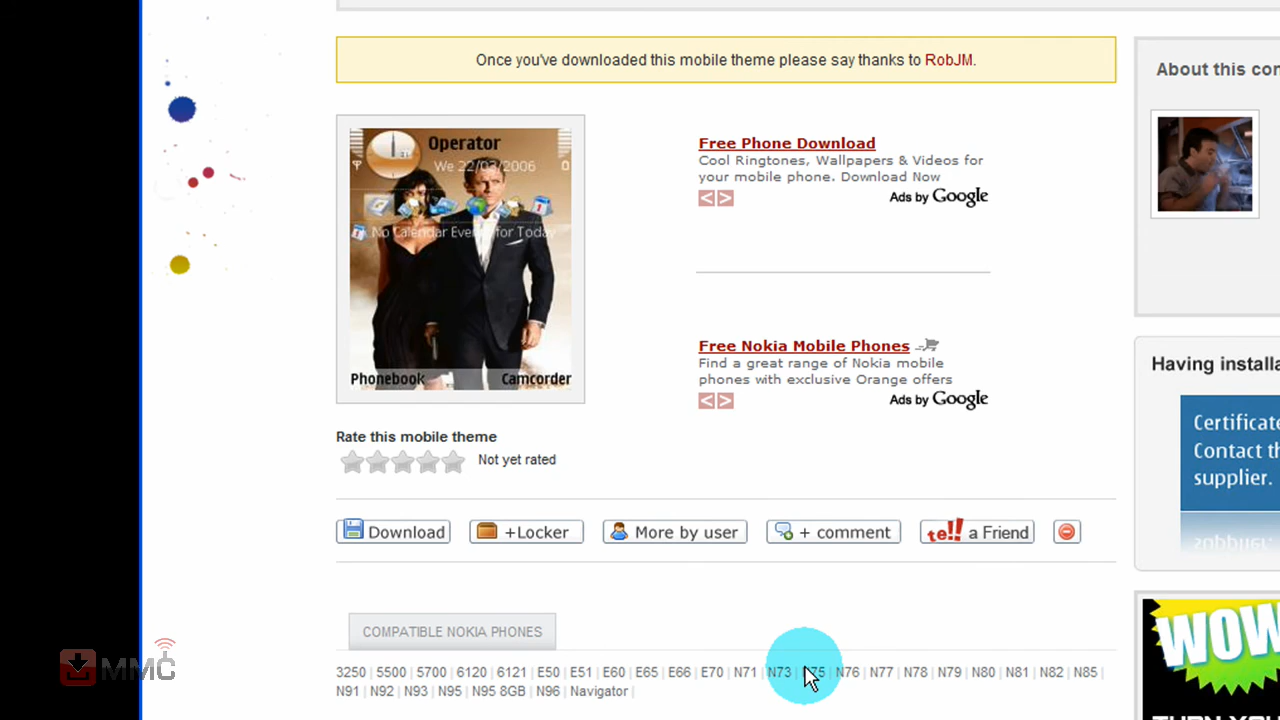 Once you've downloaded this mobile theme please say thanks to RobJM.
About this con
Operator
We 22/03/2006
No Calendar Events for Today
Phonebook
Camcorder
Free Phone Download
Cool Ringtones, Wallpapers & Videos for
your mobile phone. Download Now
Ads by Google
Free Nokia Mobile Phones
Find a great range of Nokia mobile
phones with exclusive Orange offers
Ads by Google
Having installa
Certificate
Contact th
supplier.
Rate this mobile theme
Not yet rated
Download
+Locker
More by user
+ comment
tell!! a Friend
COMPATIBLE NOKIA PHONES
3250 | 5500 | 5700 | 6120 | 6121 | E50 | E51 | E60 | E65 | E66 | E70 | N71 | N73 | N75 | N76 | N77 | N78 | N79 | N80 | N81 | N82 | N85 |
N91 | N92 | N93 | N95 | N95 8GB | N96 | Navigator |
WOW
TURN YOU
MMC